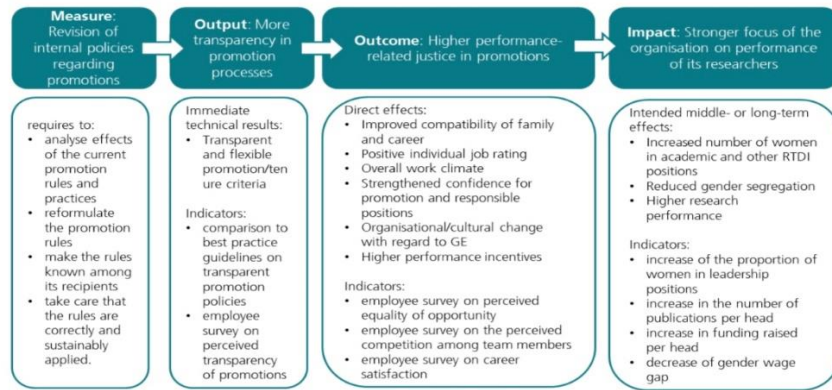 Measure:
Revision of
internal policies
regarding
promotions
Output: More
transparency in
promotion
processes
Outcome: Higher performance-
related justice in promotions
Impact: Stronger focus of the
organisation on performance
of its researchers
requires to:
• analyse effects
of the current
promotion
rules and
practices
• reformulate
the promotion
rules
• make the rules
known among
its recipients
• take care that
the rules are
correctly and
sustainably
applied.
Immediate
technical results:
• Transparent
and flexible
promotion/ten
ure criteria
Indicators:
• comparison to
best practice
guidelines on
transparent
promotion
policies
• employee
survey on
perceived
transparency
of promotions
Direct effects:
• Improved compatibility of family
and career
• Positive individual job rating
• Overall work climate
• Strengthened confidence for
promotion and responsible
positions
• Organisational/cultural change
with regard to GE
• Higher performance incentives
Indicators:
• employee survey on perceived
equality of opportunity
• employee survey on the perceived
competition among team members
• employee survey on career
satisfaction
Intended middle- or long-term
effects:
• Increased number of women
in academic and other RTDI
positions
• Reduced gender segregation
• Higher research
performance
Indicators:
• increase of the proportion of
women in leadership
positions
• increase in the number of
publications per head
• increase in funding raised
per head
• decrease of gender wage
gap